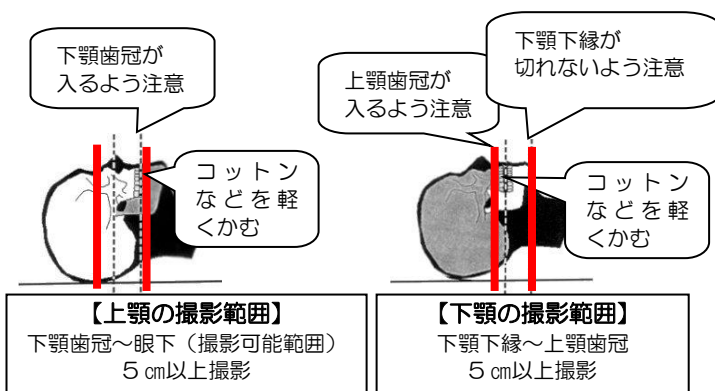 下顎歯冠が
入るよう注意
コットン
などを軽
くかむ
【上顎の撮影範囲】
下顎歯冠～眼下（撮影可能範囲）
５㎝以上撮影
上顎歯冠が
入るよう注意
下顎下縁が
切れないよう注意
コットン
などを軽
くかむ
【下顎の撮影範囲】
下顎下縁～上顎歯冠
５㎝以上撮影